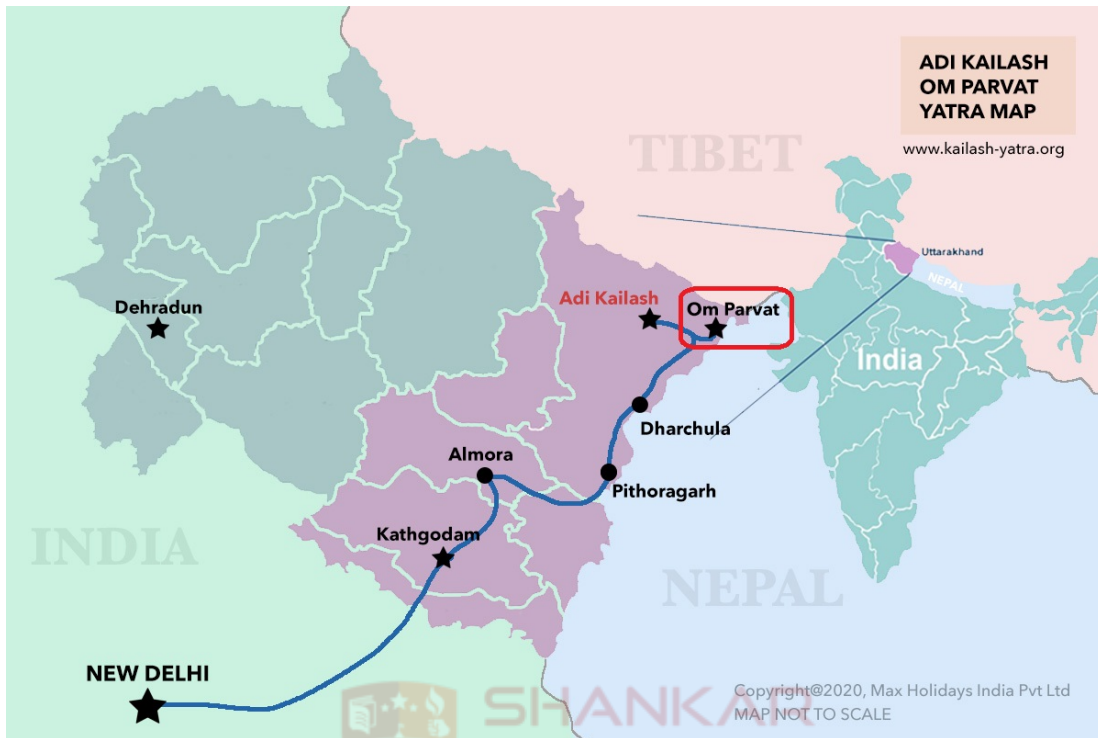 ADI KAILASH
OM PARVAT
YATRA MAP
www.kailash-yatra.org
TIBET
Uttarakhand
NEPAL
Adi Kailash
Om Parvat
Dehradun
India
Dharchula
Almora
Pithoragarh
Kathgodam
INDIA
NEPAL
NEW DELHI
Copyright@2020, Max Holidays India Pvt Ltd
MAP NOT TO SCALE
SHANKAR